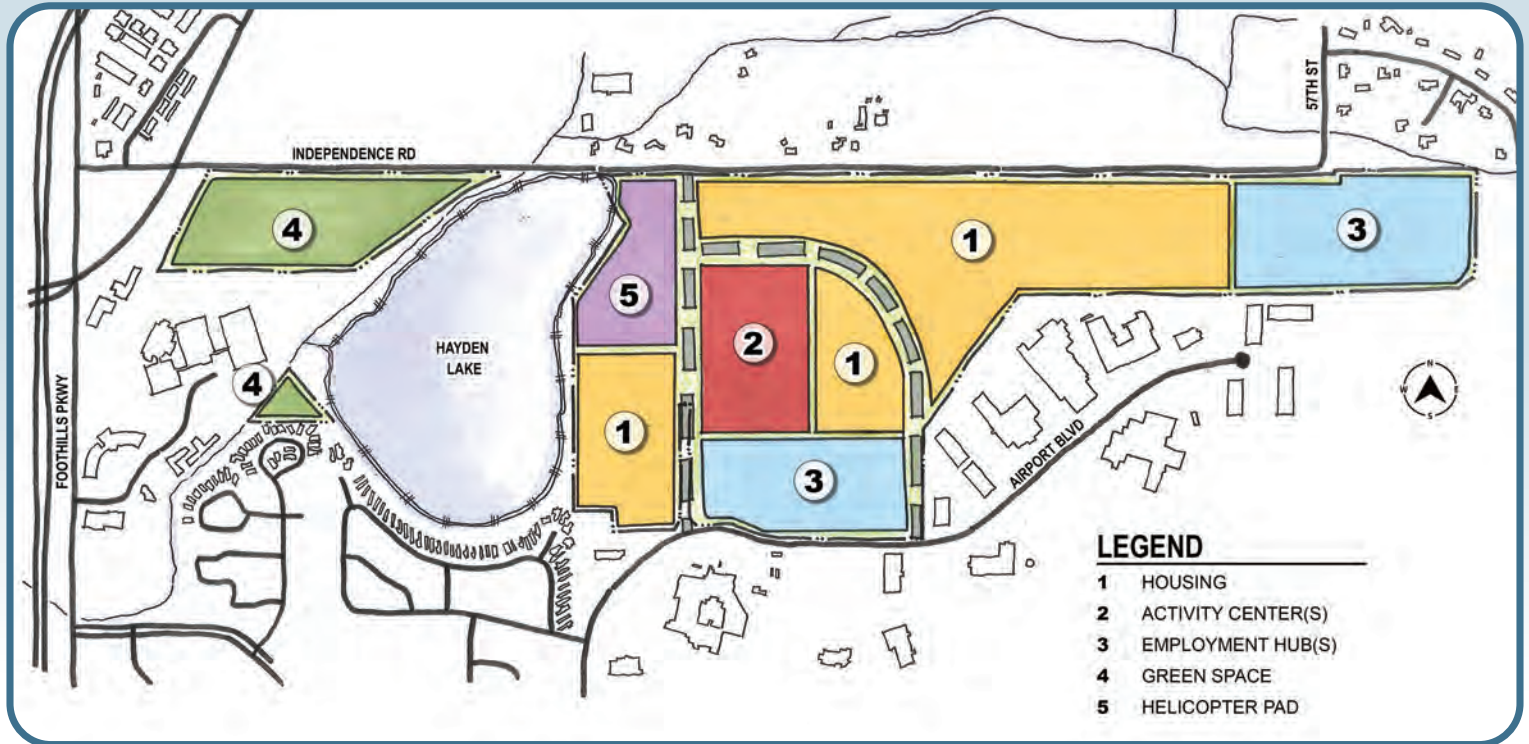 INDEPENDENCE RD
57TH ST
4
1
3
5
2
HAYDEN
LAKE
4
1
1
3
FOOTHILLS PKWY
AIRPORT BLVD
N
W E
S
LEGEND
1 HOUSING
2 ACTIVITY CENTER(S)
3 EMPLOYMENT HUB(S)
4 GREEN SPACE
5 HELICOPTER PAD